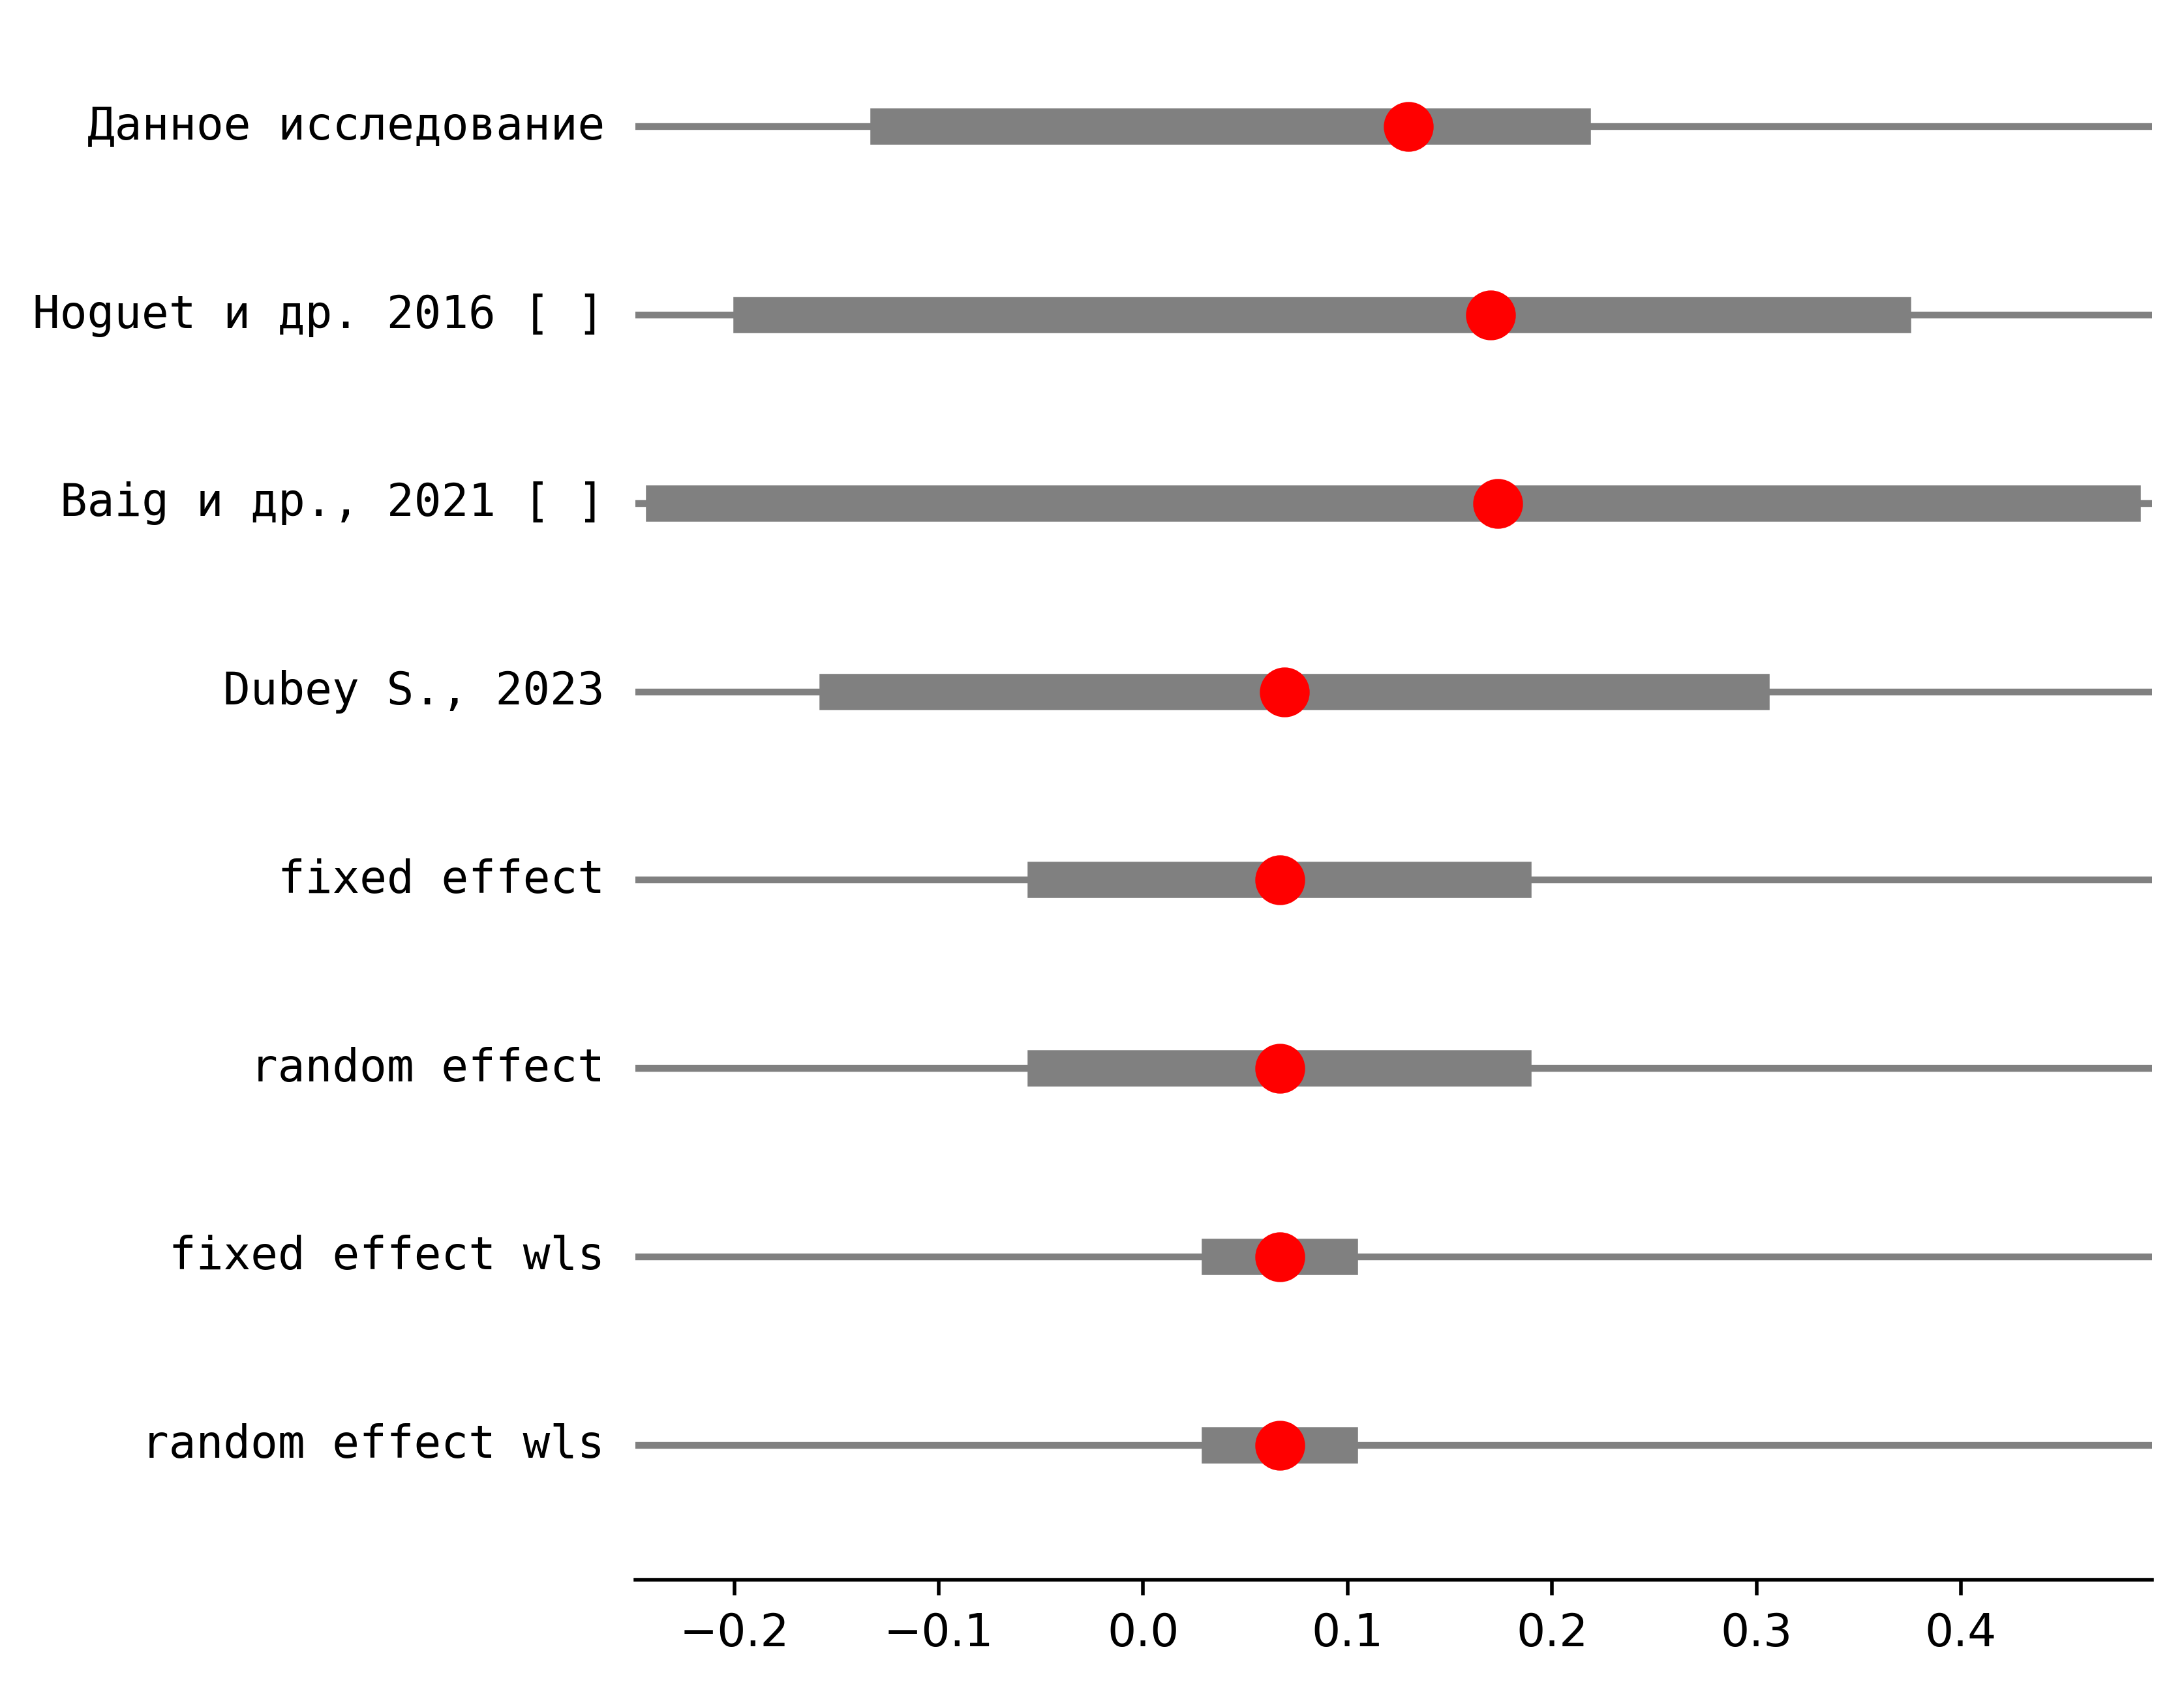 Данное исследование
Hoguet и др. 2016 [ ]
Baig и др., 2021 [ ]
Dubey S., 2023
fixed effect
random effect
fixed effect wls
random effect wls
−0.2 −0.1 0.0 0.1 0.2 0.3 0.4